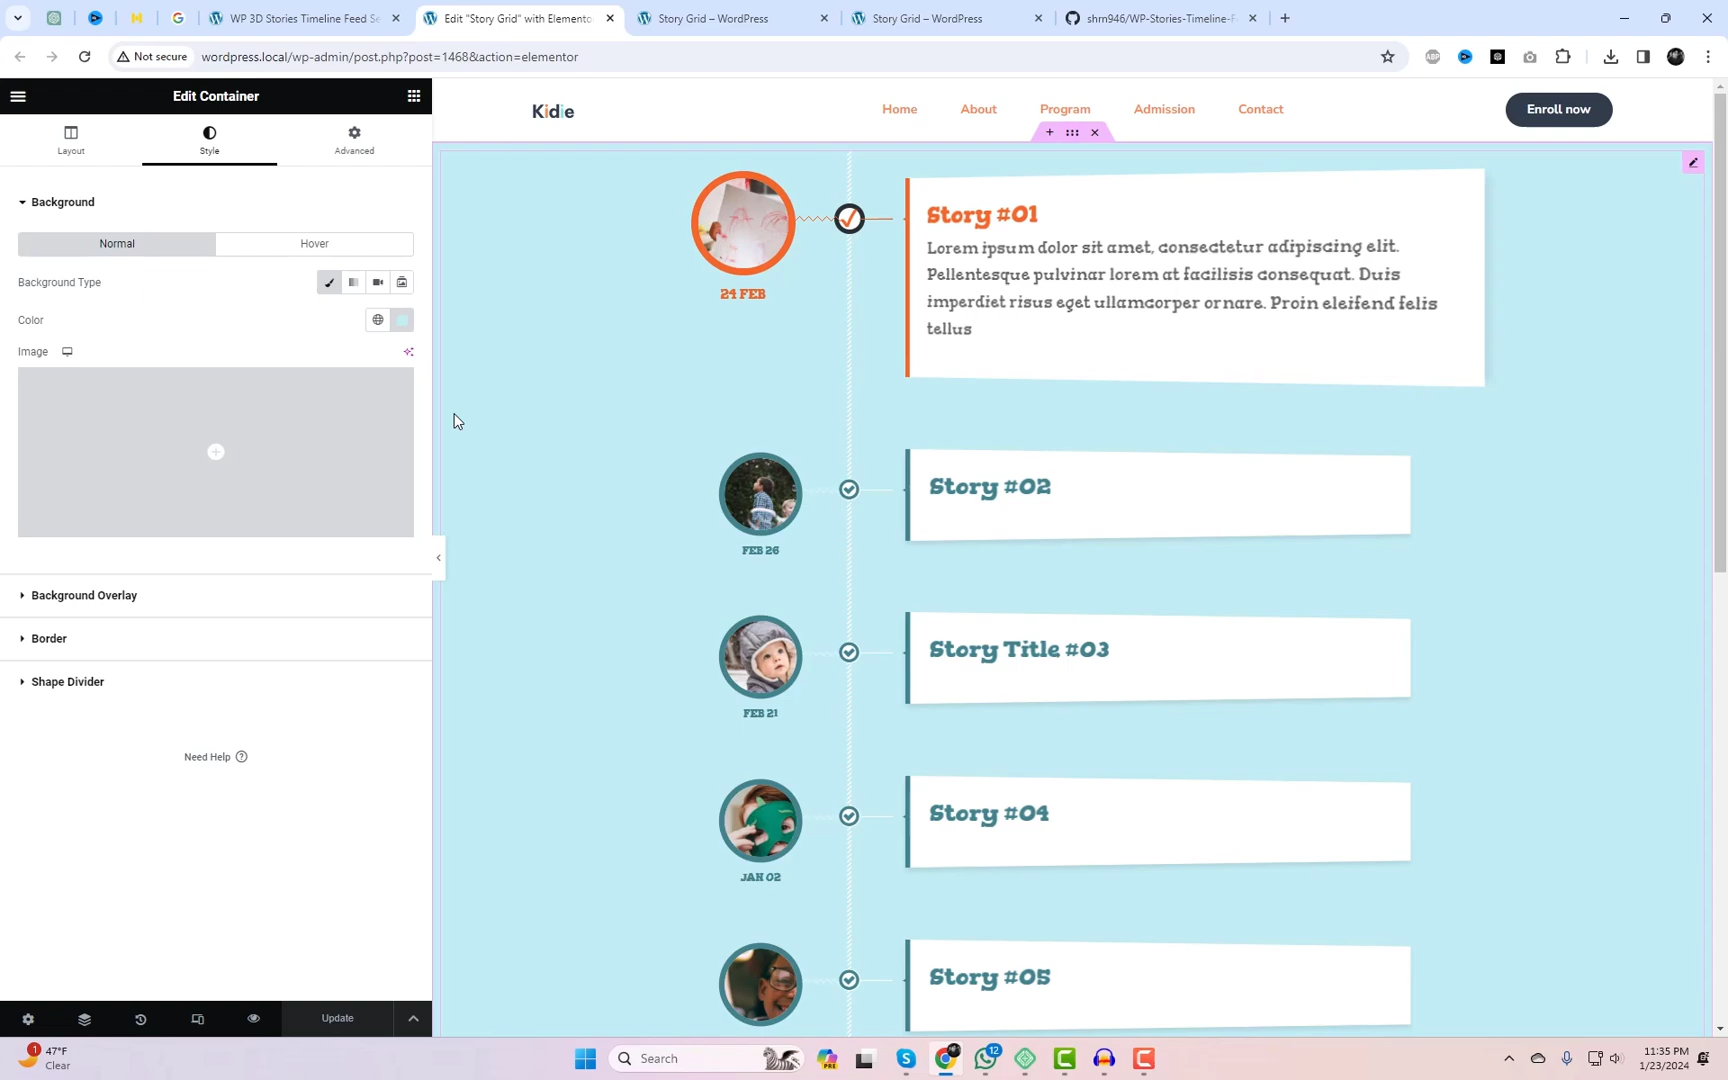 WP 3D Stories Timeline Feed Se
Edit "Story Grid" with Elemento
Story Grid – WordPress
Story Grid – WordPress
shrn946/WP-Stories-Timeline-F
Not secure
wordpress.local/wp-admin/post.php?post=1468&action=elementor
Edit Container
Layout
Style
Advanced
Background
Normal
Hover
Background Type
Color
Image
Background Overlay
Border
Shape Divider
Need Help
Update
Kidie
Home
About
Program
Admission
Contact
Enroll now
24 FEB
Story #01
Lorem ipsum dolor sit amet, consectetur adipiscing elit.
Pellentesque pulvinar lorem at facilisis consequat. Duis
imperdiet risus eget ullamcorper ornare. Proin eleifend felis
tellus
Story #02
FEB 26
Story Title #03
FEB 21
Story #04
JAN 02
Story #05
1
47°F
Clear
Search
PRE
12
11:35 PM
1/23/2024